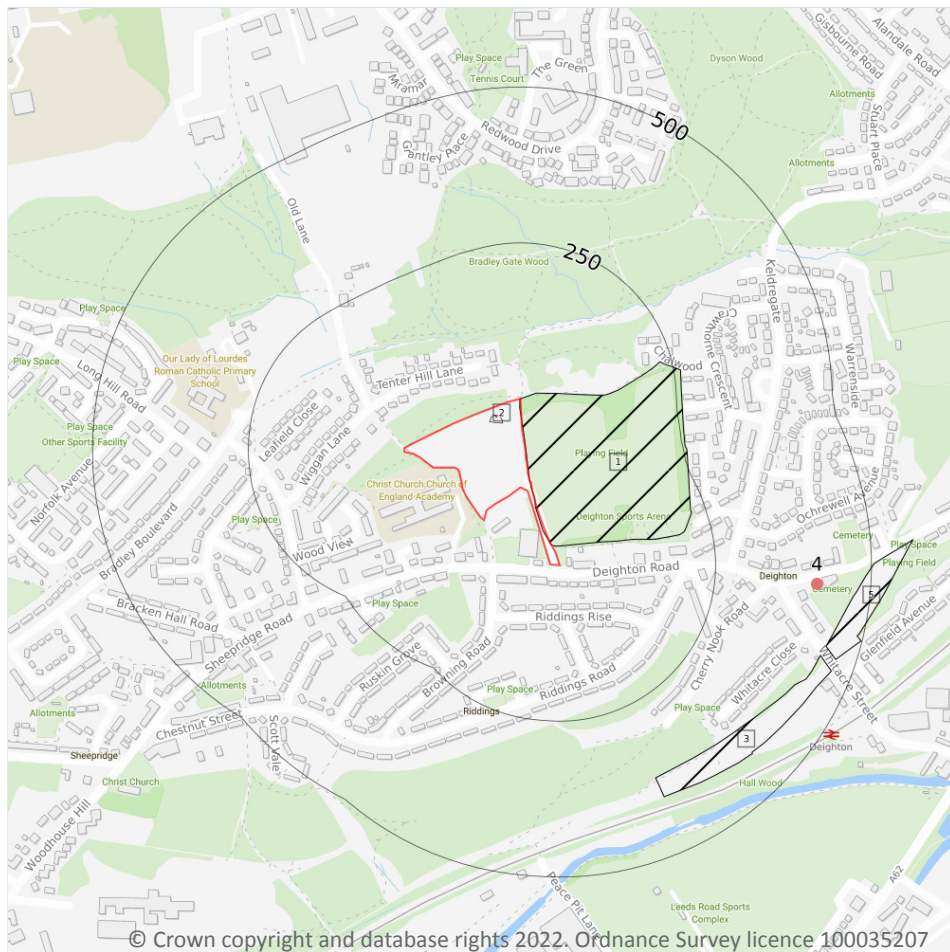 The Green
Play Space
Tennis Court
Miramar
Grantley Place
Redwood Drive
Dyson Wood
Gisbourne Road
Alandale Road
Allotments
Stuart Place
Allotments
500
Old Lane
250
Bradley Gate Wood
Keldregate
Play Space
Play Space
Long Hill Road
Our Lady of Lourdes
Roman Catholic Primary
School
Tenter Hill Lane
Chatwood
Crawthorne Crescent
Warrenside
Play Space
Other Sports Facility
Norfolk Avenue
Leafield Close
Wiggan Lane
2
Playing Field
1
Christ Church Church of
England Academy
Deighton Sports Arena
Ochrewell Avenue
Play Space
Bradley Boulevard
Wood View
Cemetery
Play Space
Playing Field
Deighton Road
4
Deighton
Cemetery
5
Bracken Hall Road
Play Space
Sheepridge Road
Riddings Rise
Ruskin Grove
Browning Road
Cherry Nook Road
Whitacre Close
Glenfield Avenue
Whitacre Street
Allotments
Play Space
Riddings Road
Riddings
Play Space
Allotments
Chestnut Street
Scott Vale
3
Deighton
Sheepridge
Christ Church
Hall Wood
Woodhouse Hill
Peace Pit Lane
A62
Leeds Road Sports
Complex
© Crown copyright and database rights 2022. Ordnance Survey licence 100035207